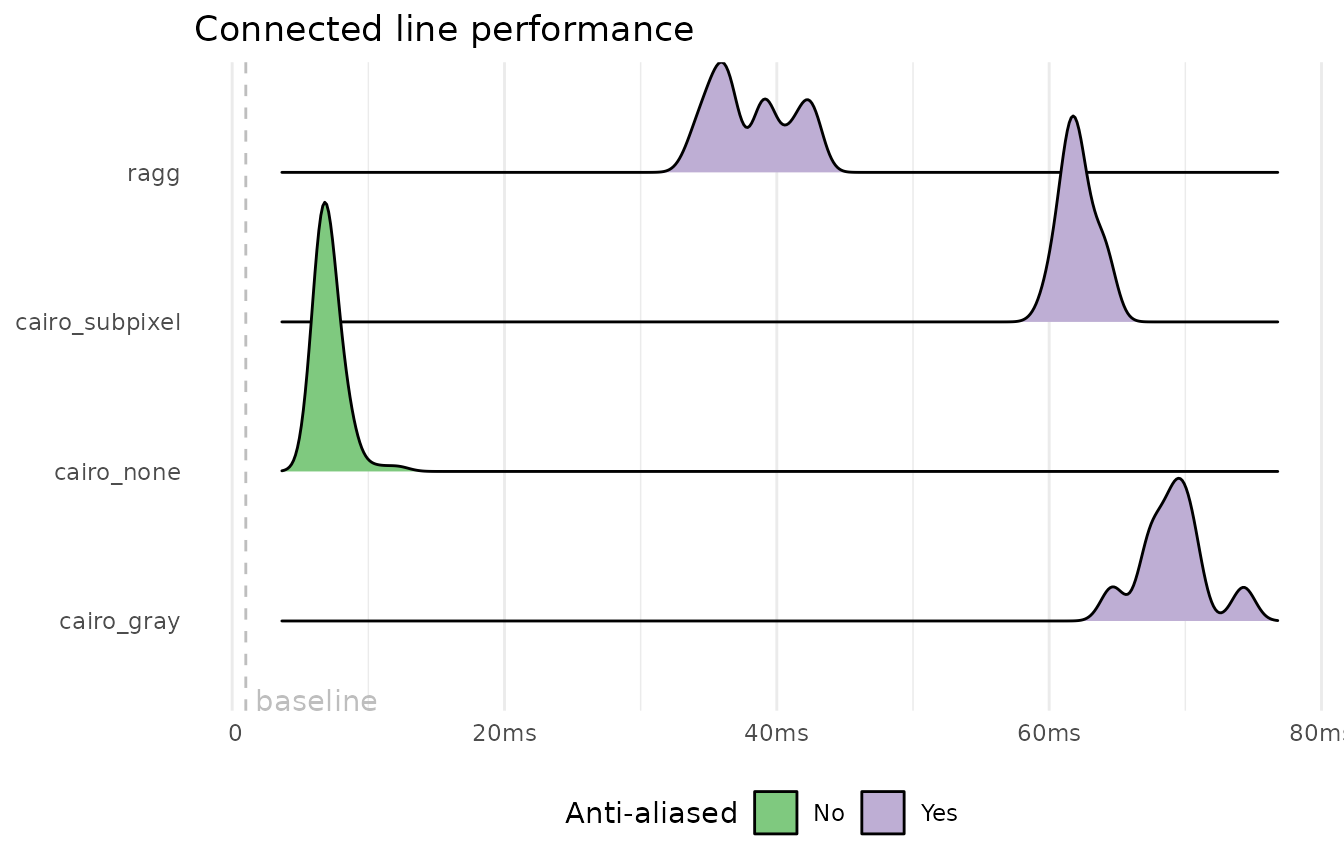 Connected line performance
ragg
cairo_subpixel
cairo_none
cairo_gray
baseline
0 20ms 40ms 60ms 80ms
Anti-aliased No Yes